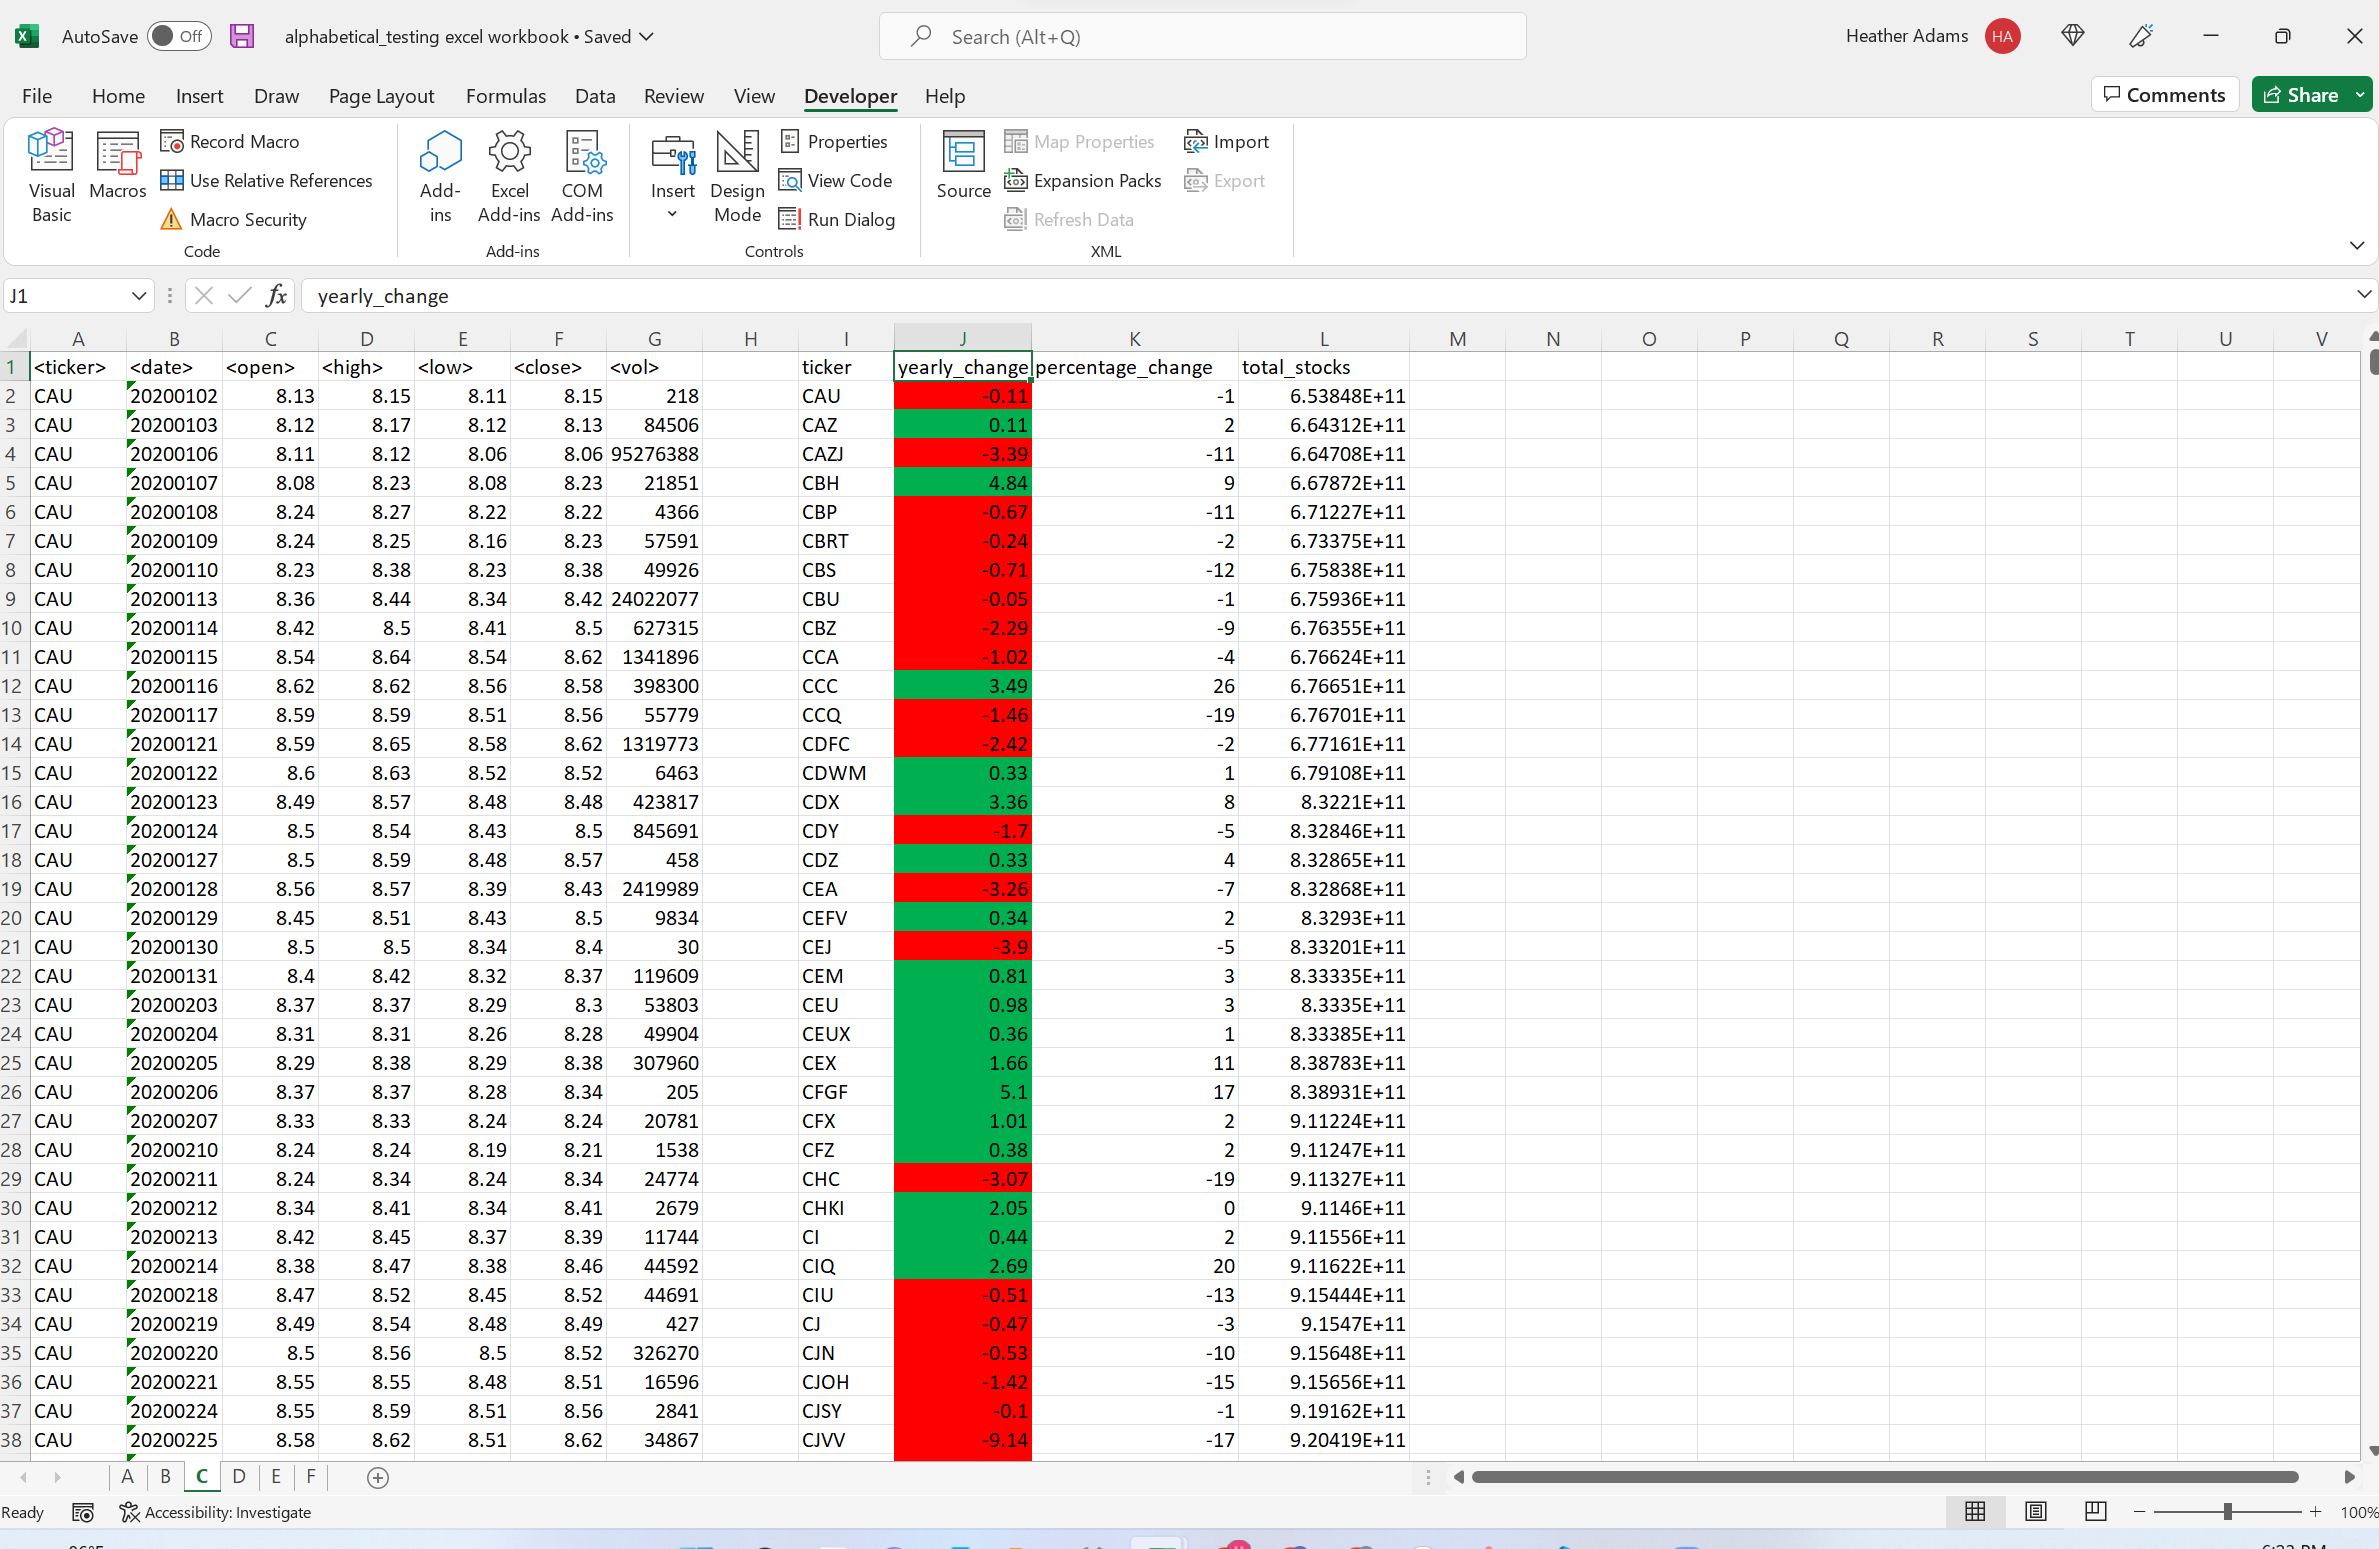 AutoSave Off alphabetical_testing excel workbook • Saved Search (Alt+Q) Heather Adams HA
File Home Insert Draw Page Layout Formulas Data Review View Developer Help Comments Share
Visual Basic Macros Record Macro Use Relative References Macro Security Code
Add-ins Excel Add-ins COM Add-ins Add-ins
Insert Design Mode Properties View Code Run Dialog Controls
Source Map Properties Expansion Packs Refresh Data Import Export XML
J1 fx yearly_change
A B C D E F G H I J K L M N O P Q R S T U V
1 <ticker> <date> <open> <high> <low> <close> <vol> ticker yearly_change percentage_change total_stocks
2 CAU 20200102 8.13 8.15 8.11 8.15 218 CAU -0.11 -1 6.53848E+11
3 CAU 20200103 8.12 8.17 8.12 8.13 84506 CAZ 0.11 2 6.64312E+11
4 CAU 20200106 8.11 8.12 8.06 8.06 95276388 CAZJ -3.39 -11 6.64708E+11
5 CAU 20200107 8.08 8.23 8.08 8.23 21851 CBH 4.84 9 6.67872E+11
6 CAU 20200108 8.24 8.27 8.22 8.22 4366 CBP -0.67 -11 6.71227E+11
7 CAU 20200109 8.24 8.25 8.16 8.23 57591 CBRT -0.24 -2 6.73375E+11
8 CAU 20200110 8.23 8.38 8.23 8.38 49926 CBS -0.71 -12 6.75838E+11
9 CAU 20200113 8.36 8.44 8.34 8.42 24022077 CBU -0.05 -1 6.75936E+11
10 CAU 20200114 8.42 8.5 8.41 8.5 627315 CBZ -2.29 -9 6.76355E+11
11 CAU 20200115 8.54 8.64 8.54 8.62 1341896 CCA -1.02 -4 6.76624E+11
12 CAU 20200116 8.62 8.62 8.56 8.58 398300 CCC 3.49 26 6.76651E+11
13 CAU 20200117 8.59 8.59 8.51 8.56 55779 CCQ -1.46 -19 6.76701E+11
14 CAU 20200121 8.59 8.65 8.58 8.62 1319773 CDFC -2.42 -2 6.77161E+11
15 CAU 20200122 8.6 8.63 8.52 8.52 6463 CDWM 0.33 1 6.79108E+11
16 CAU 20200123 8.49 8.57 8.48 8.48 423817 CDX 3.36 8 8.3221E+11
17 CAU 20200124 8.5 8.54 8.43 8.5 845691 CDY -1.7 -5 8.32846E+11
18 CAU 20200127 8.5 8.59 8.48 8.57 458 CDZ 0.33 4 8.32865E+11
19 CAU 20200128 8.56 8.57 8.39 8.43 2419989 CEA -3.26 -7 8.32868E+11
20 CAU 20200129 8.45 8.51 8.43 8.5 9834 CEFV 0.34 2 8.3293E+11
21 CAU 20200130 8.5 8.5 8.34 8.4 30 CEJ -3.9 -5 8.33201E+11
22 CAU 20200131 8.4 8.42 8.32 8.37 119609 CEM 0.81 3 8.33335E+11
23 CAU 20200203 8.37 8.37 8.29 8.3 53803 CEU 0.98 3 8.3335E+11
24 CAU 20200204 8.31 8.31 8.26 8.28 49904 CEUX 0.36 1 8.33385E+11
25 CAU 20200205 8.29 8.38 8.29 8.38 307960 CEX 1.66 11 8.38783E+11
26 CAU 20200206 8.37 8.37 8.28 8.34 205 CFGF 5.1 17 8.38931E+11
27 CAU 20200207 8.33 8.33 8.24 8.24 20781 CFX 1.01 2 9.11224E+11
28 CAU 20200210 8.24 8.24 8.19 8.21 1538 CFZ 0.38 2 9.11247E+11
29 CAU 20200211 8.24 8.34 8.24 8.34 24774 CHC -3.07 -19 9.11327E+11
30 CAU 20200212 8.34 8.41 8.34 8.41 2679 CHKI 2.05 0 9.1146E+11
31 CAU 20200213 8.42 8.45 8.37 8.39 11744 CI 0.44 2 9.11556E+11
32 CAU 20200214 8.38 8.47 8.38 8.46 44592 CIQ 2.69 20 9.11622E+11
33 CAU 20200218 8.47 8.52 8.45 8.52 44691 CIU -0.51 -13 9.15444E+11
34 CAU 20200219 8.49 8.54 8.48 8.49 427 CJ -0.47 -3 9.1547E+11
35 CAU 20200220 8.5 8.56 8.5 8.52 326270 CJN -0.53 -10 9.15648E+11
36 CAU 20200221 8.55 8.55 8.48 8.51 16596 CJOH -1.42 -15 9.15656E+11
37 CAU 20200224 8.55 8.59 8.51 8.56 2841 CJSY -0.1 -1 9.19162E+11
38 CAU 20200225 8.58 8.62 8.51 8.62 34867 CJVV -9.14 -17 9.20419E+11
A B C D E F
Ready Accessibility: Investigate 100%